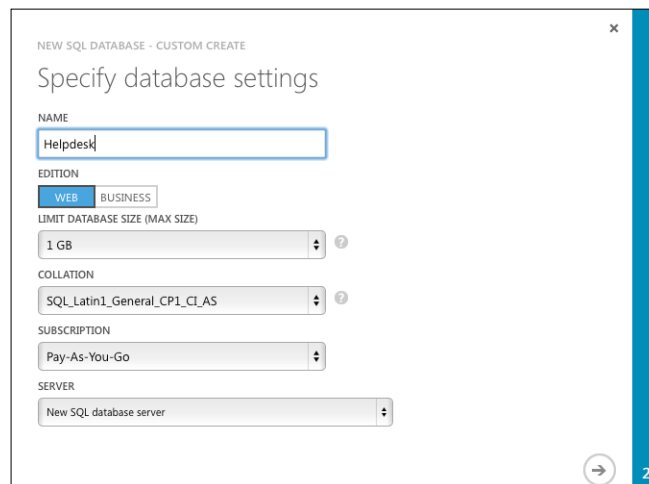 ×
NEW SQL DATABASE - CUSTOM CREATE
Specify database settings
NAME
Helpdesk
EDITION
WEB BUSINESS
LIMIT DATABASE SIZE (MAX SIZE)
1 GB ?
COLLATION
SQL_Latin1_General_CP1_CI_AS ?
SUBSCRIPTION
Pay-As-You-Go
SERVER
New SQL database server
2